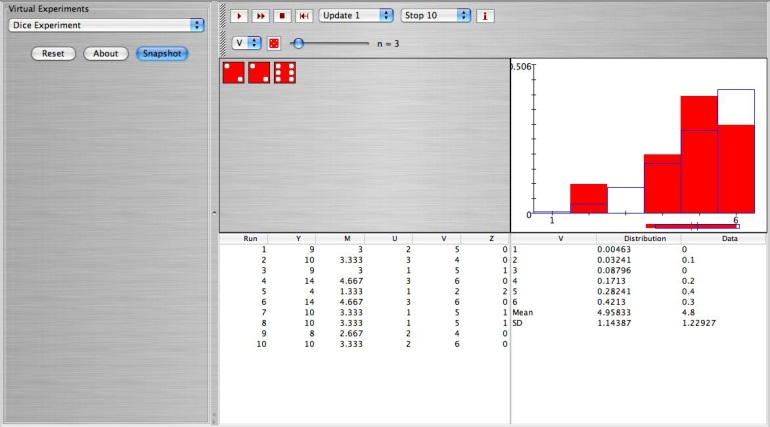 Virtual Experiments
Dice Experiment
Reset About Snapshot
Update 1 Stop 10
V n = 3
0.506
0
1 6
Run Y M U V Z
1 9 3 2 5 0
2 10 3.333 3 4 0
3 9 3 1 5 1
4 14 4.667 3 6 0
5 4 1.333 1 2 2
6 14 4.667 3 6 0
7 10 3.333 1 5 1
8 10 3.333 1 5 1
9 8 2.667 2 4 0
10 10 3.333 2 6 0
V Distribution Data
1 0.00463 0
2 0.03241 0.1
3 0.08796 0
4 0.1713 0.2
5 0.28241 0.4
6 0.4213 0.3
Mean 4.95833 4.8
SD 1.14387 1.22927